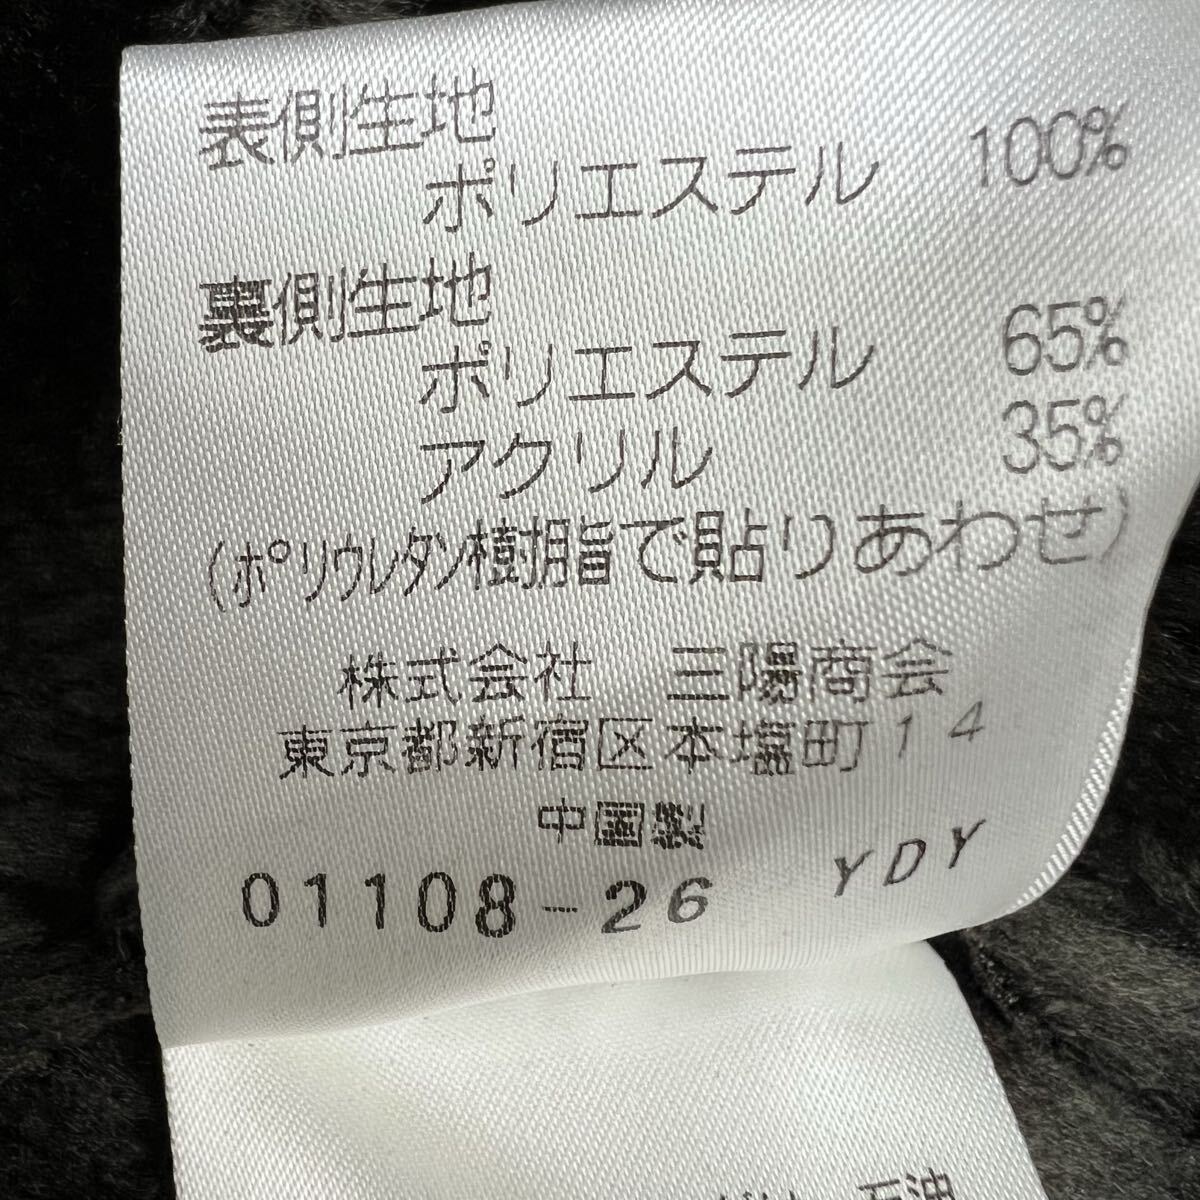 表側生地
ポリエステル 100%
裏側生地
ポリエステル 65%
アクリル 35%
(ポリウレタン樹脂で貼りあわせ)
株式会社 三陽商会
東京都新宿区本塩町14
中国製
01108-26 YDY
石油